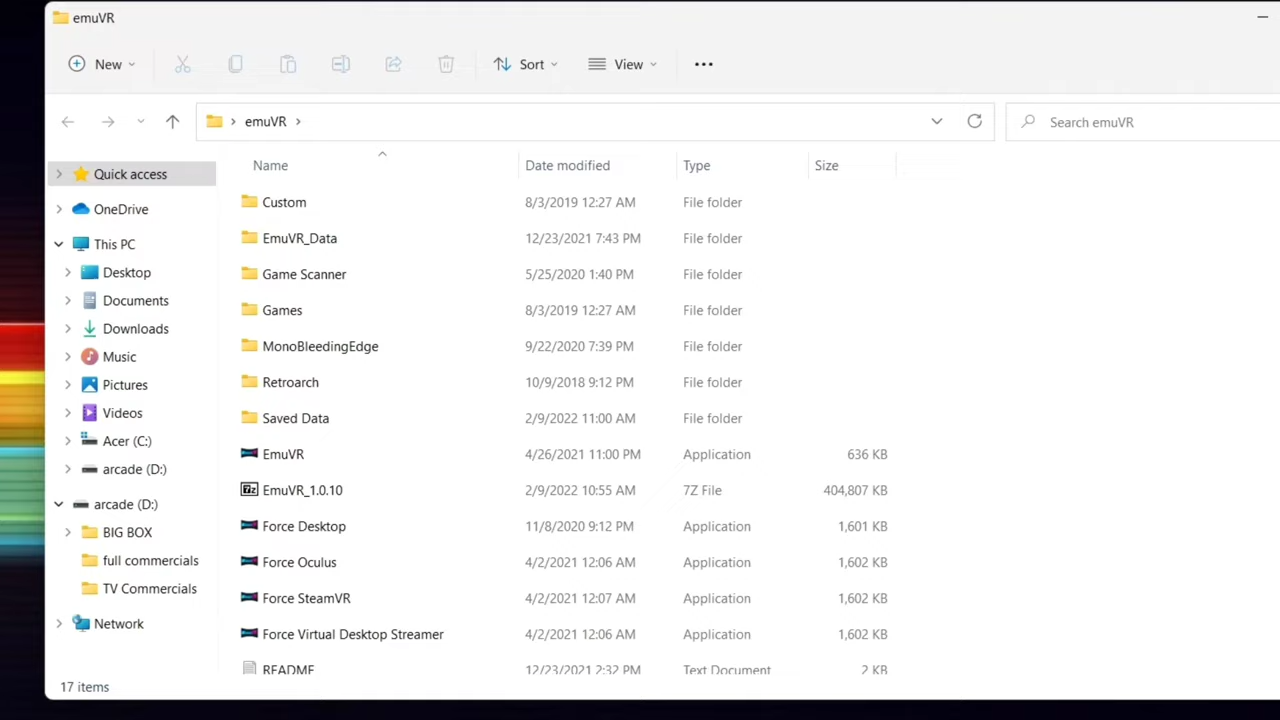 emuVR
New
Sort
View
emuVR
Search emuVR
Name Date modified Type Size
Quick access
OneDrive
This PC
Desktop
Documents
Downloads
Music
Pictures
Videos
Acer (C:)
arcade (D:)
arcade (D:)
BIG BOX
full commercials
TV Commercials
Network
Custom 8/3/2019 12:27 AM File folder
EmuVR_Data 12/23/2021 7:43 PM File folder
Game Scanner 5/25/2020 1:40 PM File folder
Games 8/3/2019 12:27 AM File folder
MonoBleedingEdge 9/22/2020 7:39 PM File folder
Retroarch 10/9/2018 9:12 PM File folder
Saved Data 2/9/2022 11:00 AM File folder
EmuVR 4/26/2021 11:00 PM Application 636 KB
7z EmuVR_1.0.10 2/9/2022 10:55 AM 7Z File 404,807 KB
Force Desktop 11/8/2020 9:12 PM Application 1,601 KB
Force Oculus 4/2/2021 12:06 AM Application 1,602 KB
Force SteamVR 4/2/2021 12:07 AM Application 1,602 KB
Force Virtual Desktop Streamer 4/2/2021 12:06 AM Application 1,602 KB
README 12/23/2021 2:32 PM Text Document 2 KB
17 items